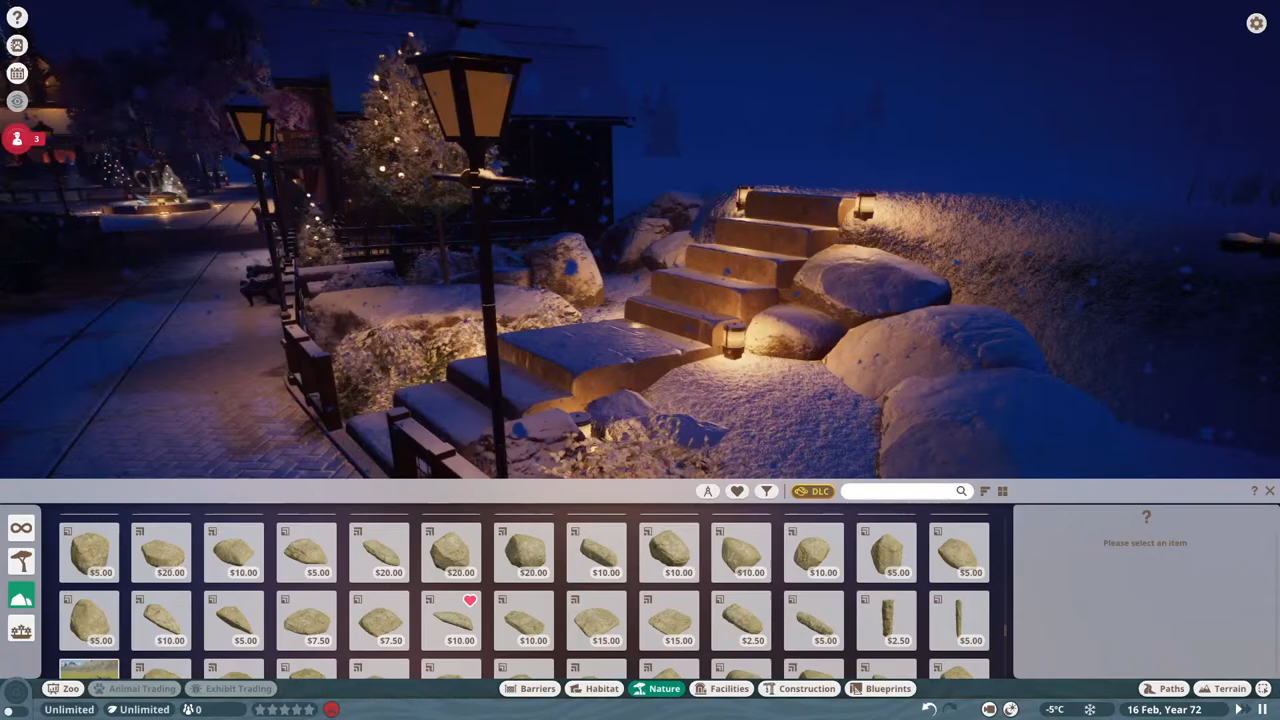 3
DLC
?
?
Please select an item
$5.00 $20.00 $10.00 $5.00 $20.00 $20.00 $20.00 $10.00 $10.00 $10.00 $10.00 $5.00 $5.00
$5.00 $10.00 $5.00 $7.50 $7.50 $10.00 $10.00 $15.00 $15.00 $2.50 $5.00 $2.50 $5.00
Zoo Animal Trading Exhibit Trading Barriers Habitat Nature Facilities Construction Blueprints Paths Terrain
Unlimited Unlimited 0 -5°C 16 Feb, Year 72